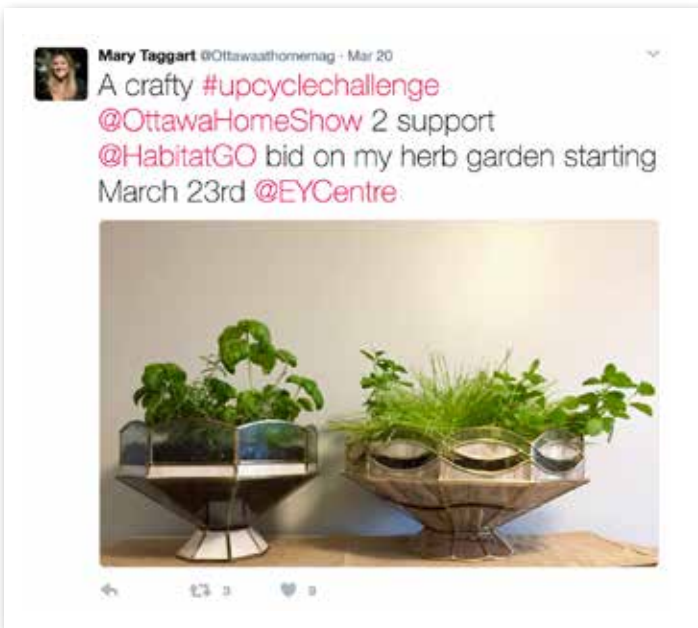 Mary Taggart @Ottawaathomemag · Mar 20
A crafty #upcyclechallenge
@OttawaHomeShow 2 support
@HabitatGO bid on my herb garden starting
March 23rd @EYCentre
3 9